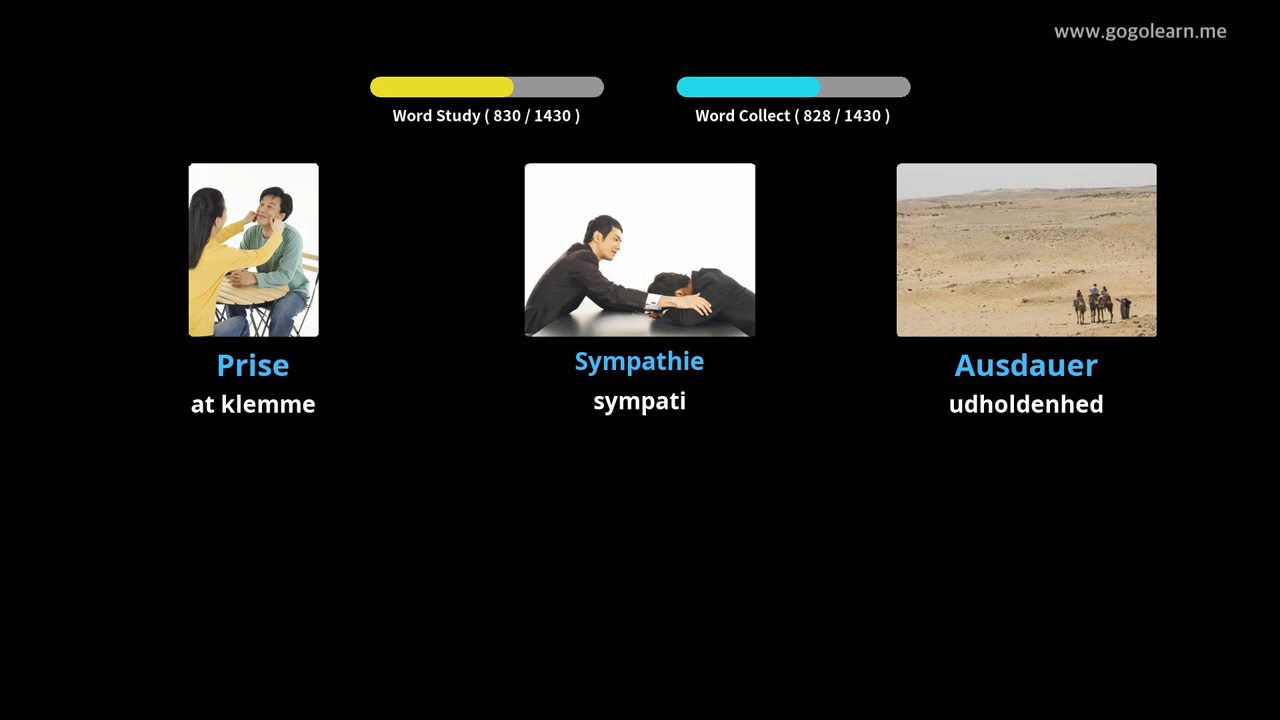 www.gogolearn.me
Word Study ( 830 / 1430 )
Word Collect ( 828 / 1430 )
Prise
at klemme
Sympathie
sympati
Ausdauer
udholdenhed